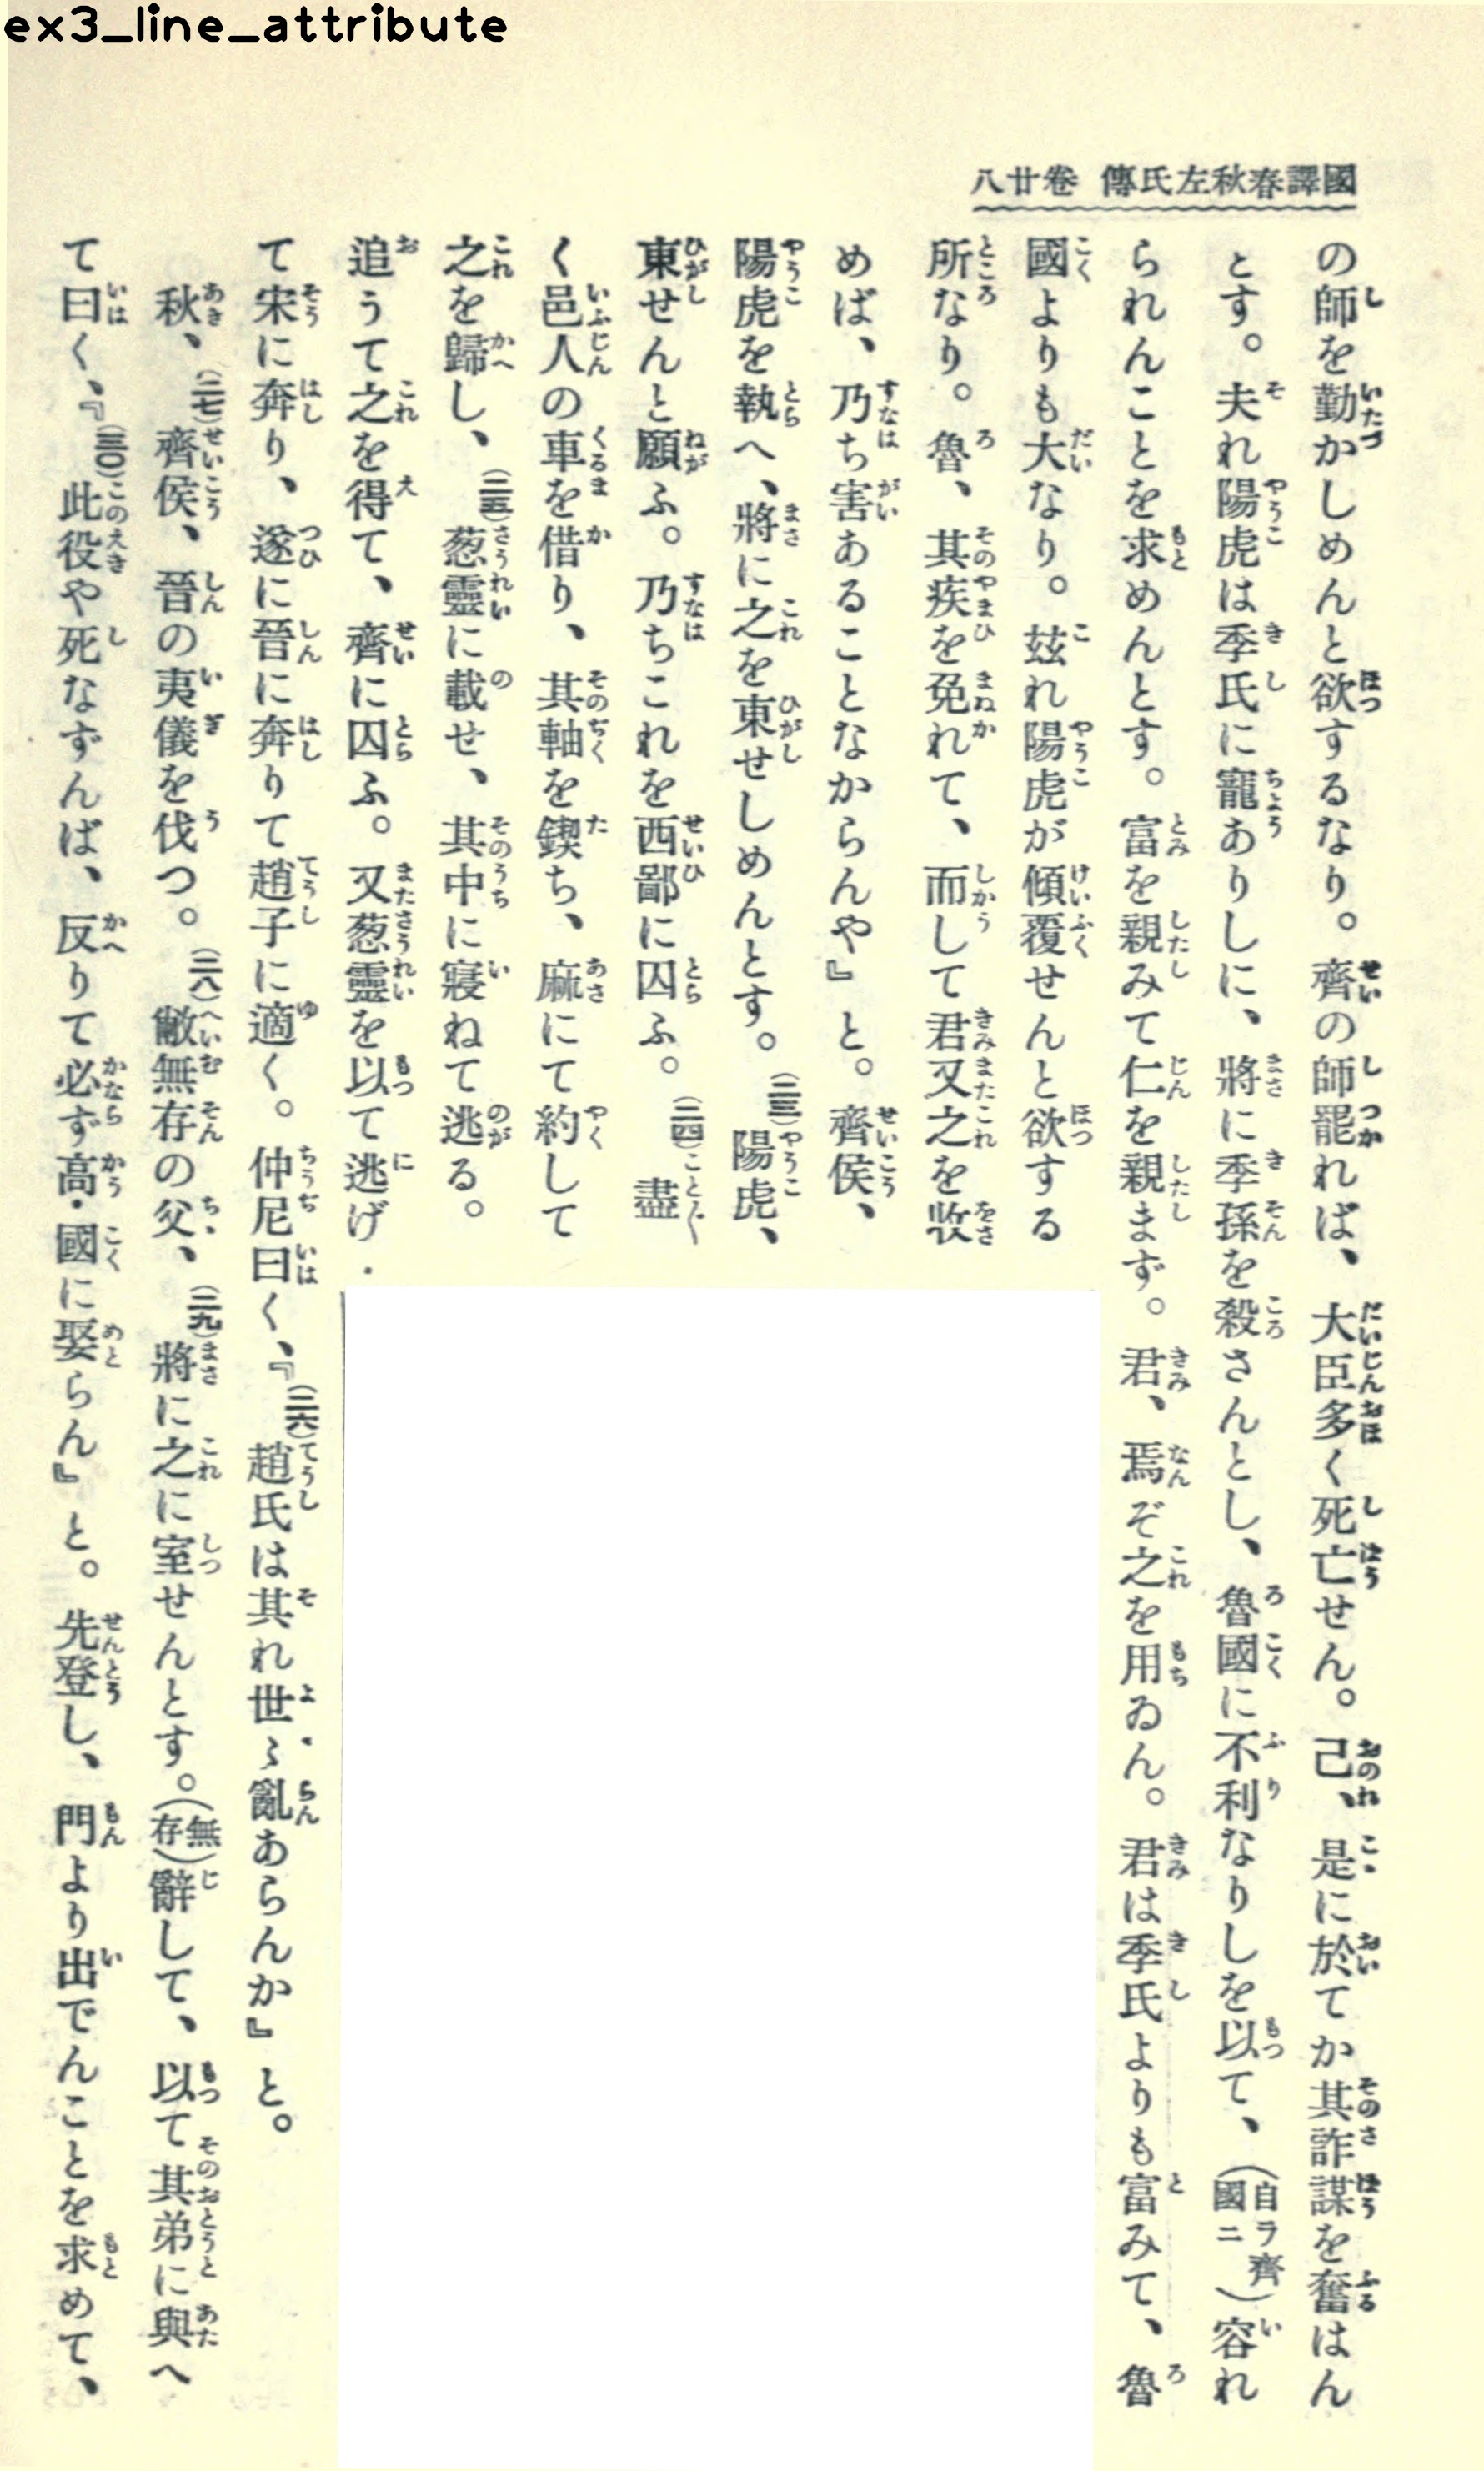 ex3_line_attribute
國譯春秋左氏傳 卷廿八
の師を勤かしめんと欲するなり。齊の師罷れば、大臣多く死亡せん。己、是に於てか其詐謀を奮はん
とす。夫れ陽虎は季氏に寵ありしに、將に季孫を殺さんとし、魯國に不利なりしを以て、(自ラ齊國ニ)容れ
られんことを求めんとす。富を親みて仁を親まず。君、焉ぞ之を用ゐん。君は季氏よりも富みて、魯
國よりも大なり。玆れ陽虎が傾覆せんと欲する
所なり。魯、其疾を免れて、而して君又之を收
めば、乃ち害あることなからんや』と。齊侯、
陽虎を執へ、將に之を東せしめんとす。(二三)陽虎、
東せんと願ふ。乃ちこれを西鄙に囚ふ。(二四)盡
く邑人の車を借り、其軸を鍥ち、麻にて約して
之を歸し、(二五)葱靈に載せ、其中に寢ねて逃る。
追うて之を得て、齊に囚ふ。又葱靈を以て逃げ
て宋に奔り、遂に晉に奔りて趙子に適く。仲尼曰く、『(二六)趙氏は其れ世〻亂あらんか』と。
秋、(二七)齊侯、晉の夷儀を伐つ。(二八)敝無存の父、(二九)將に之に室せんとす。(無存)辭して、以て其弟に與へ
て曰く、『(三〇)此役や死なずんば、反りて必ず高・國に娶らん』と。先登し、門より出でんことを求めて、